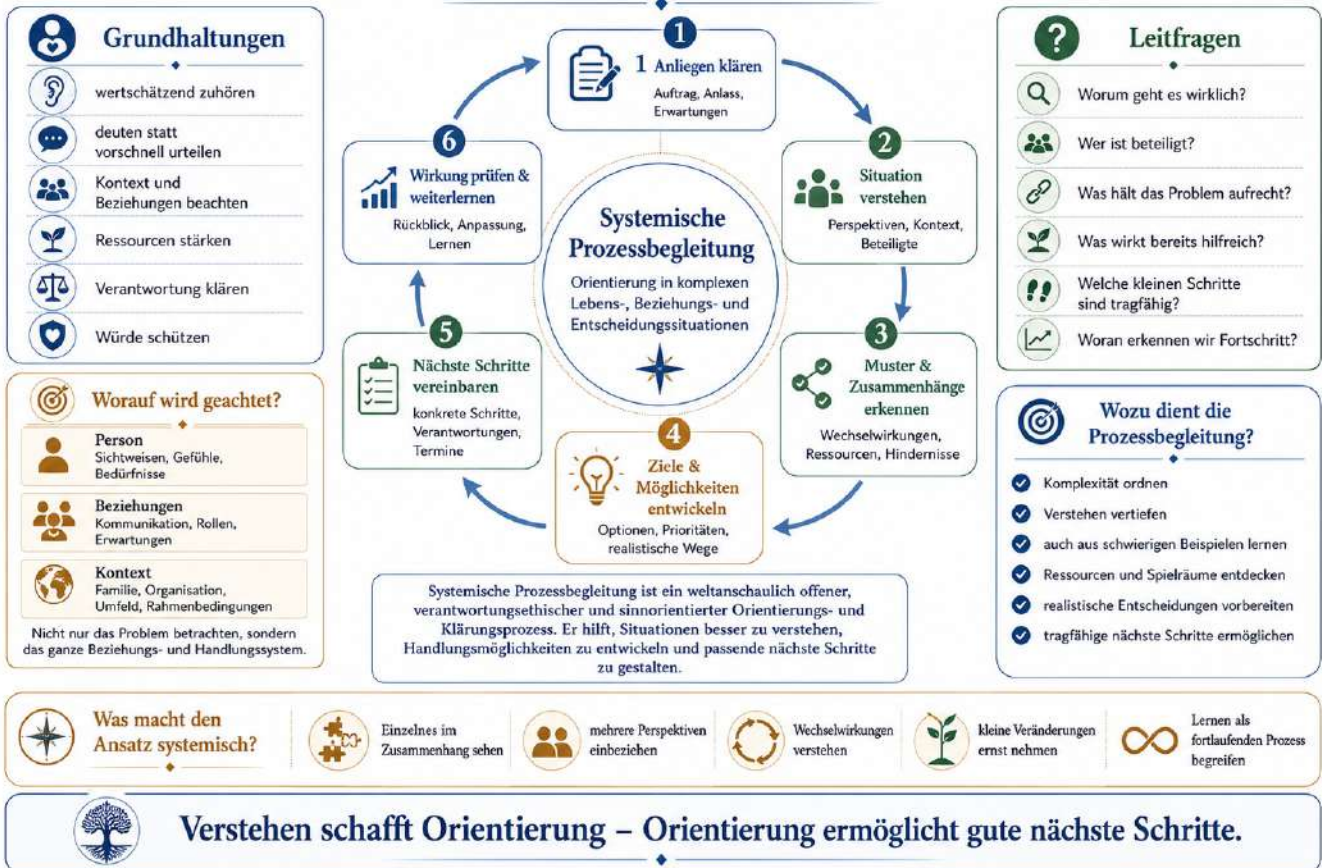 Grundhaltungen
wertschätzend zuhören
deuten statt
vorschnell urteilen
Kontext und
Beziehungen beachten
Ressourcen stärken
Verantwortung klären
Würde schützen
Worauf wird geachtet?
Person
Sichtweisen, Gefühle,
Bedürfnisse
Beziehungen
Kommunikation, Rollen,
Erwartungen
Kontext
Familie, Organisation,
Umfeld, Rahmenbedingungen
Nicht nur das Problem betrachten, sondern
das ganze Beziehungs- und Handlungssystem.
1
1 Anliegen klären
Auftrag, Anlass,
Erwartungen
2
Situation
verstehen
Perspektiven, Kontext,
Beteiligte
3
Muster &
Zusammenhänge
erkennen
Wechselwirkungen,
Ressourcen, Hindernisse
4
Ziele &
Möglichkeiten
entwickeln
Optionen, Prioritäten,
realistische Wege
5
Nächste Schritte
vereinbaren
konkrete Schritte,
Verantwortungen,
Termine
6
Wirkung prüfen &
weiterlernen
Rückblick, Anpassung,
Lernen
Systemische
Prozessbegleitung
Orientierung in komplexen
Lebens-, Beziehungs- und
Entscheidungssituationen
Systemische Prozessbegleitung ist ein weltanschaulich offener,
verantwortungsethischer und sinnorientierter Orientierungs- und
Klärungsprozess. Er hilft, Situationen besser zu verstehen,
Handlungsmöglichkeiten zu entwickeln und passende nächste Schritte
zu gestalten.
?
Leitfragen
Worum geht es wirklich?
Wer ist beteiligt?
Was hält das Problem aufrecht?
Was wirkt bereits hilfreich?
Welche kleinen Schritte
sind tragfähig?
Woran erkennen wir Fortschritt?
Wozu dient die
Prozessbegleitung?
Komplexität ordnen
Verstehen vertiefen
auch aus schwierigen Beispielen lernen
Ressourcen und Spielräume entdecken
realistische Entscheidungen vorbereiten
tragfähige nächste Schritte ermöglichen
Was macht den
Ansatz systemisch?
Einzelnes im
Zusammenhang sehen
mehrere Perspektiven
einbeziehen
Wechselwirkungen
verstehen
kleine Veränderungen
ernst nehmen
Lernen als
fortlaufenden Prozess
begreifen
Verstehen schafft Orientierung – Orientierung ermöglicht gute nächste Schritte.